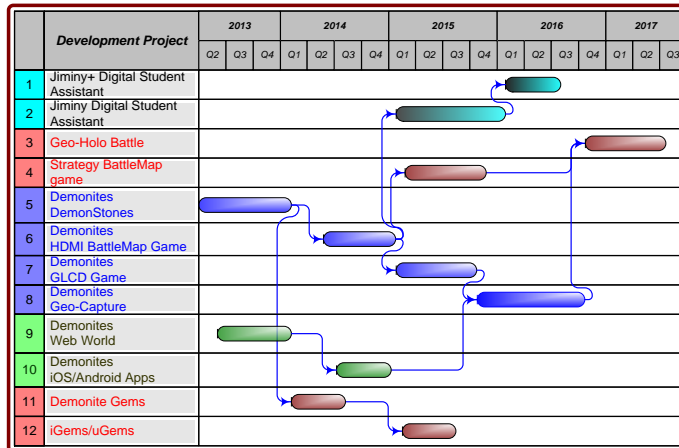 2013 2014 2015 2016 2017
Development Project
Q2 Q3 Q4 Q1 Q2 Q3 Q4 Q1 Q2 Q3 Q4 Q1 Q2 Q3 Q4 Q1 Q2 Q3
1 Jiminy+ Digital Student
Assistant
2 Jiminy Digital Student
Assistant
3 Geo-Holo Battle
4 Strategy BattleMap
game
5 Demonites
DemonStones
6 Demonites
HDMI BattleMap Game
7 Demonites
GLCD Game
8 Demonites
Geo-Capture
9 Demonites
Web World
10 Demonites
iOS/Android Apps
11 Demonite Gems
12 iGems/uGems